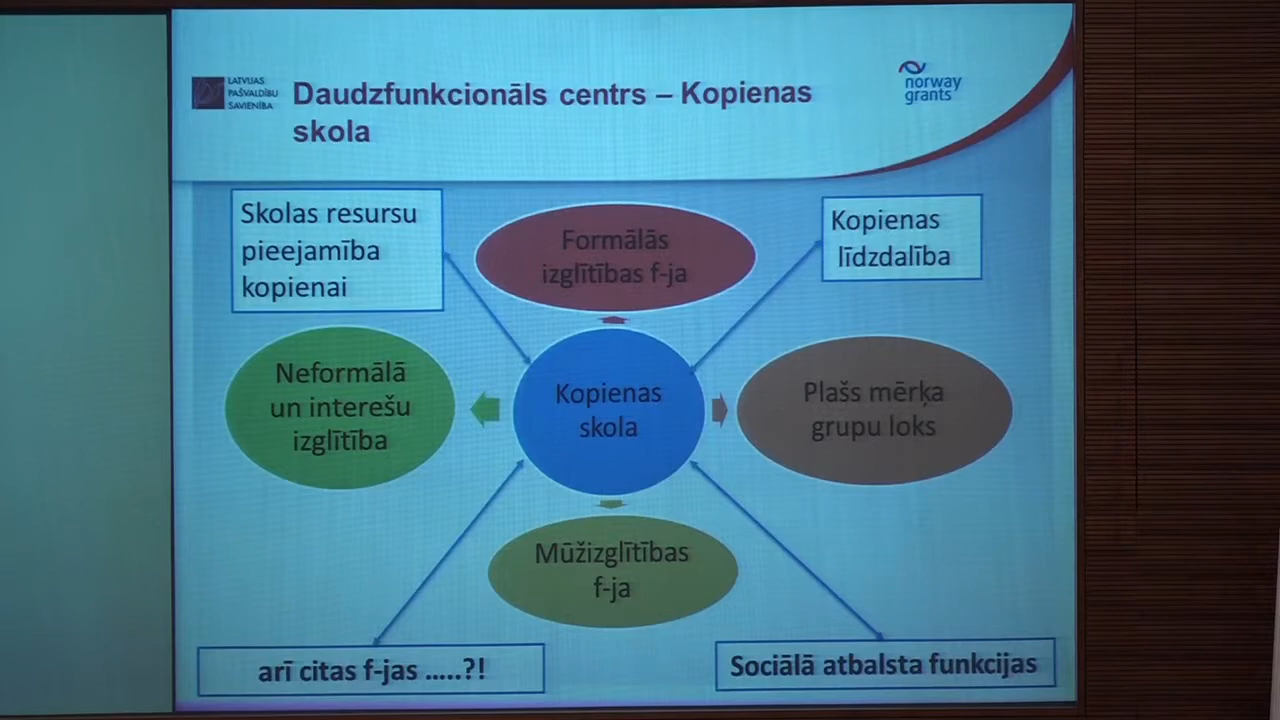 LATVIJAS
PAŠVALDĪBU
SAVIENĪBA
Daudzfunkcionāls centrs – Kopienas
skola
norway
grants
Skolas resursu
pieejamība
kopienai
Formālās
izglītības f-ja
Kopienas
līdzdalība
Neformālā
un interešu
izglītība
Kopienas
skola
Plašs mērķa
grupu loks
Mūžizglītības
f-ja
arī citas f-jas .....?!
Sociālā atbalsta funkcijas